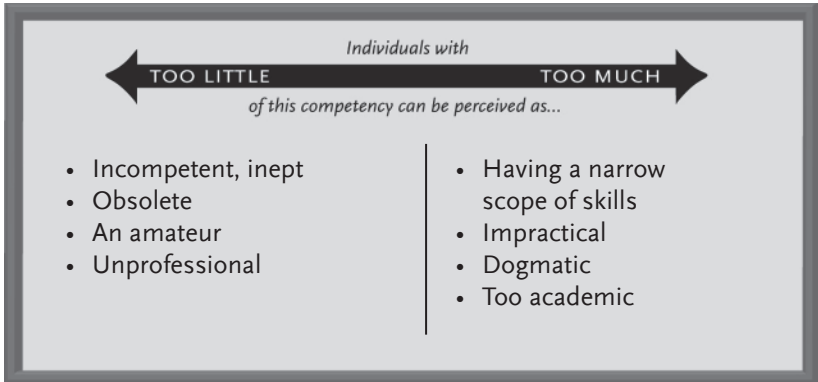 Individuals with
TOO LITTLE TOO MUCH
of this competency can be perceived as...
• Incompetent, inept
• Obsolete
• An amateur
• Unprofessional
• Having a narrow
scope of skills
• Impractical
• Dogmatic
• Too academic